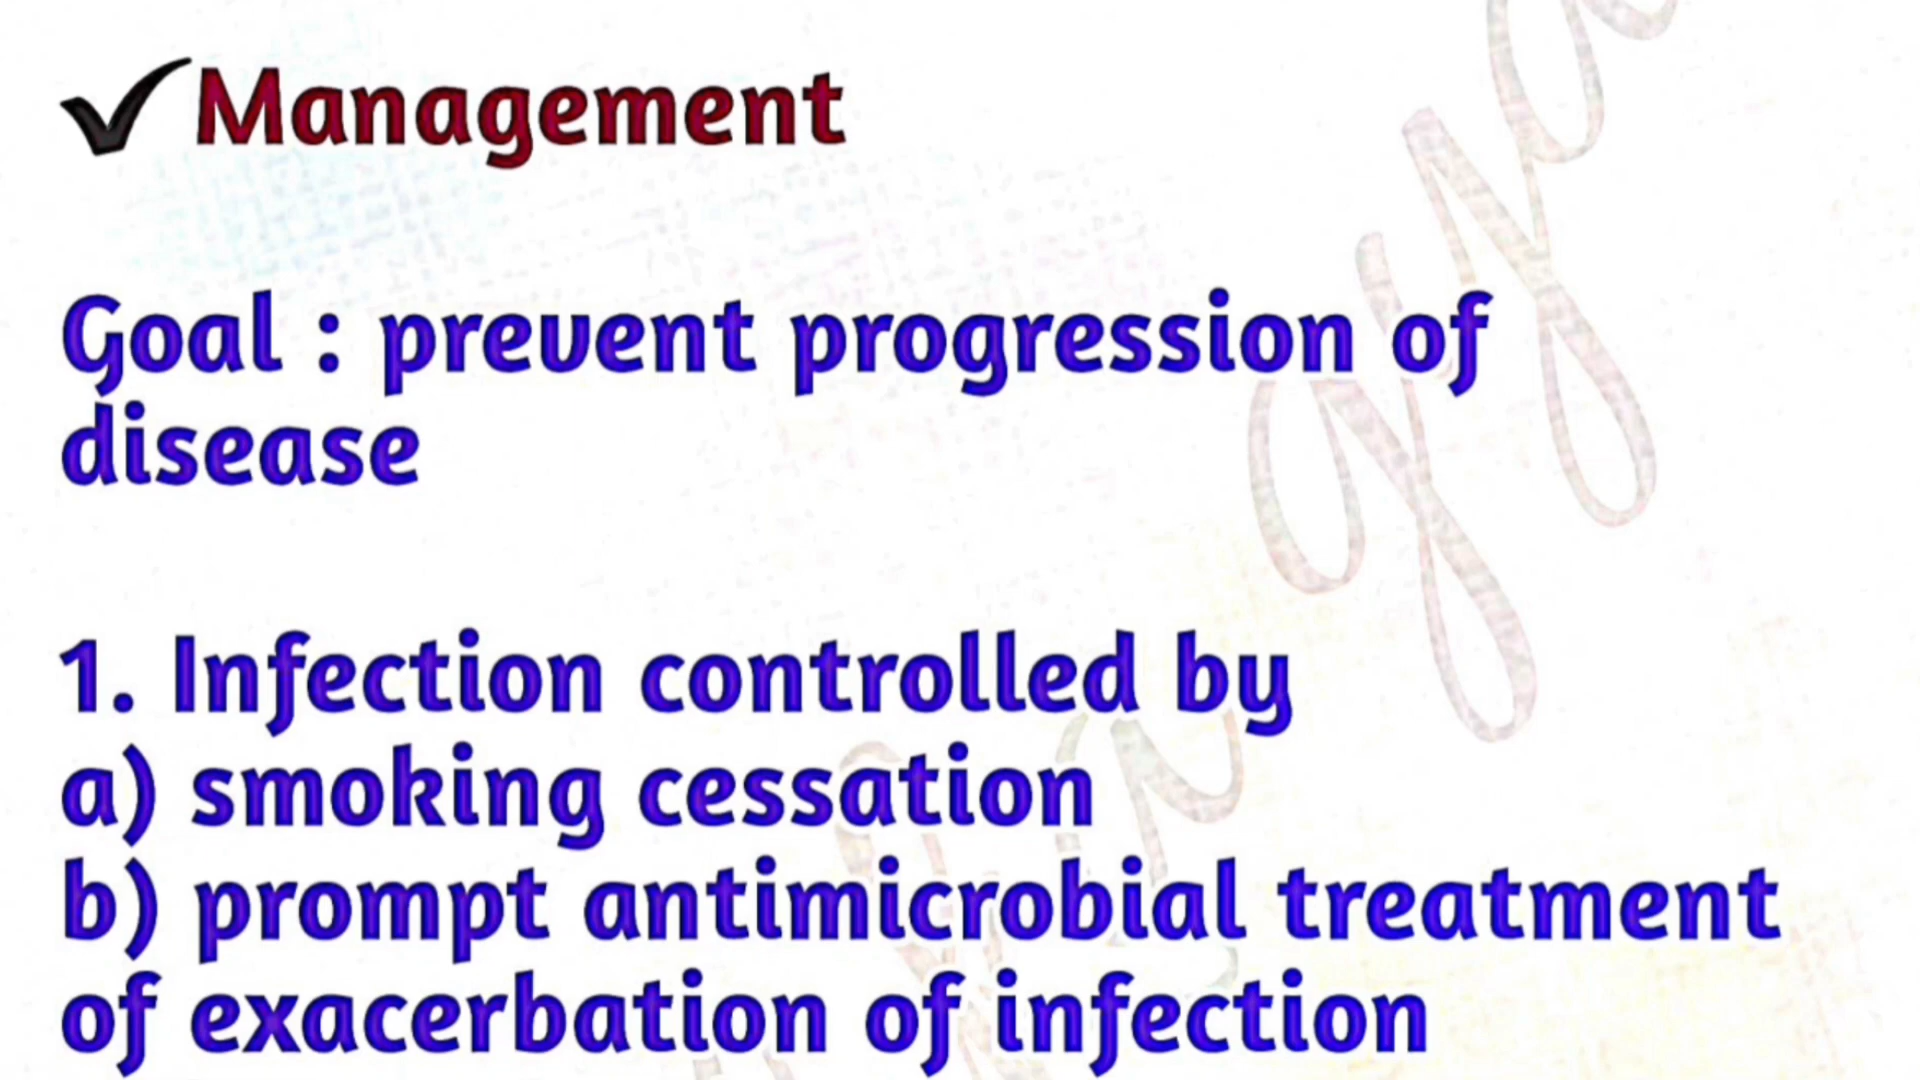 ✔Management
Goal : prevent progression of
disease
1. Infection controlled by
a) smoking cessation
b) prompt antimicrobial treatment
of exacerbation of infection